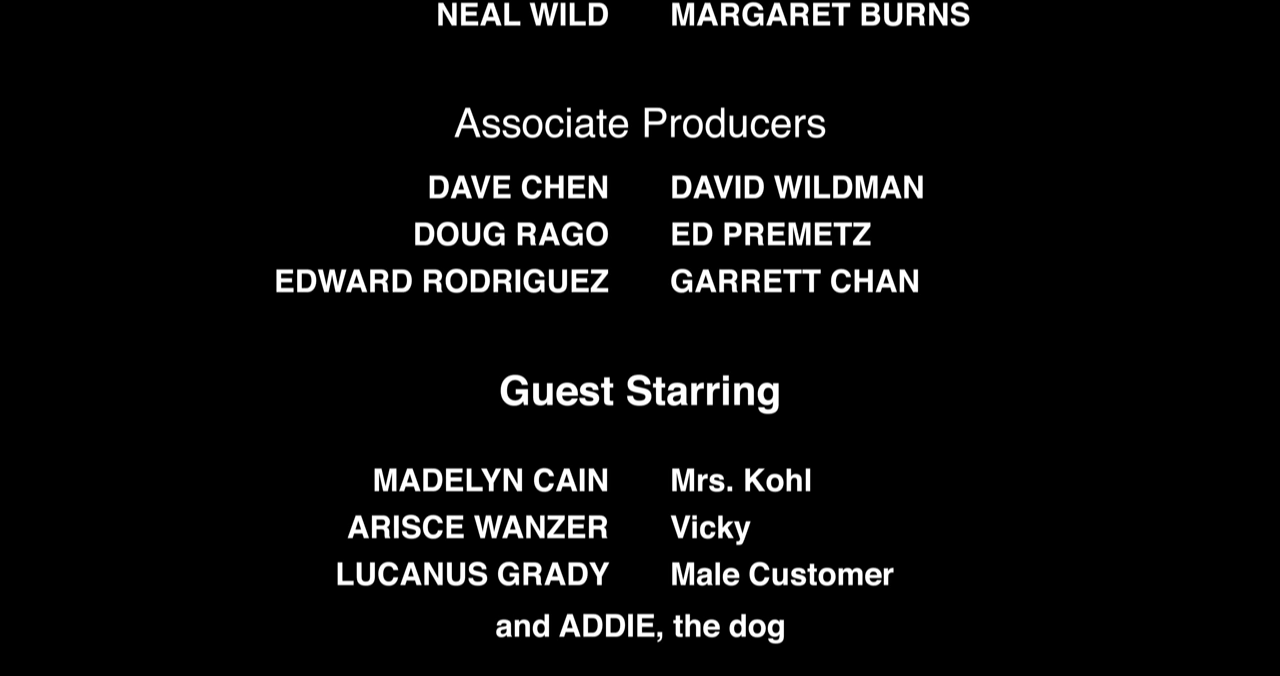 NEAL WILD MARGARET BURNS
Associate Producers
DAVE CHEN DAVID WILDMAN
DOUG RAGO ED PREMETZ
EDWARD RODRIGUEZ GARRETT CHAN
Guest Starring
MADELYN CAIN Mrs. Kohl
ARISCE WANZER Vicky
LUCANUS GRADY Male Customer
and ADDIE, the dog